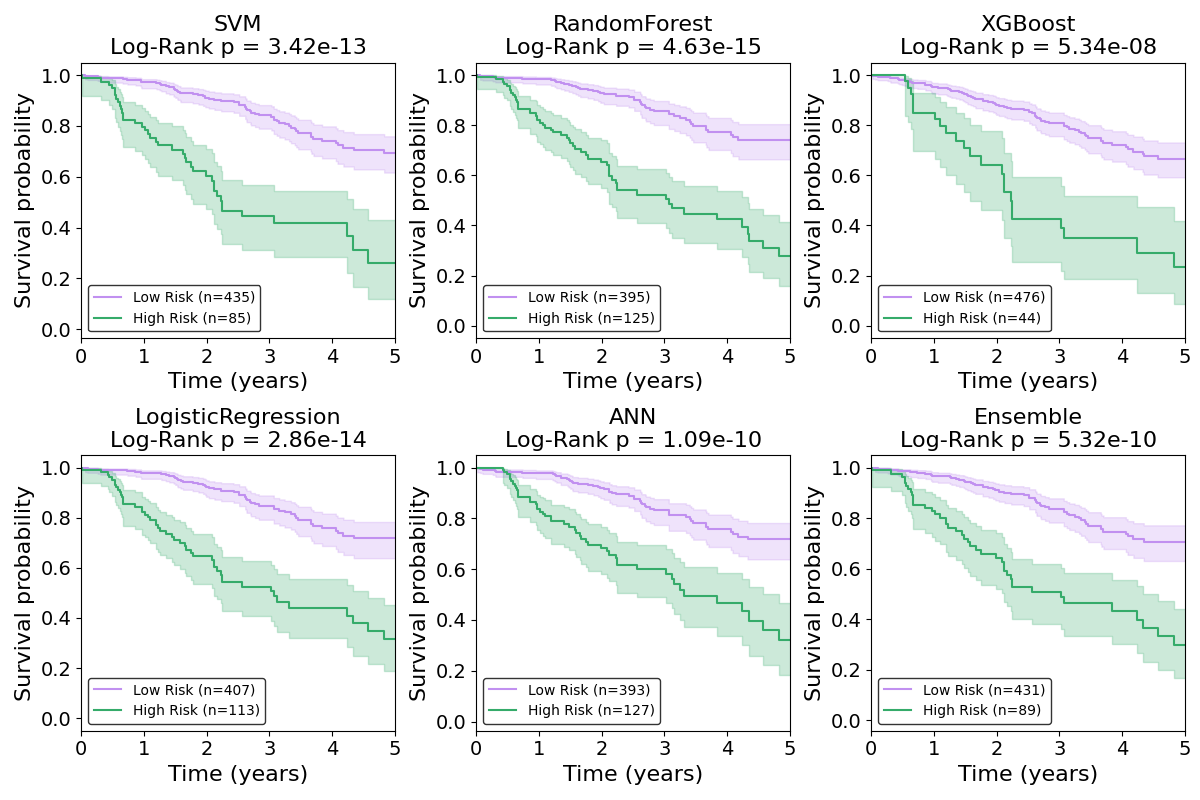 SVM
Log-Rank p = 3.42e-13
Survival probability
1.0
0.8
0.6
0.4
0.2
0.0
Low Risk (n=435)
High Risk (n=85)
0 1 2 3 4 5
Time (years)
RandomForest
Log-Rank p = 4.63e-15
Survival probability
1.0
0.8
0.6
0.4
0.2
0.0
Low Risk (n=395)
High Risk (n=125)
0 1 2 3 4 5
Time (years)
XGBoost
Log-Rank p = 5.34e-08
Survival probability
1.0
0.8
0.6
0.4
0.2
0.0
Low Risk (n=476)
High Risk (n=44)
0 1 2 3 4 5
Time (years)
LogisticRegression
Log-Rank p = 2.86e-14
Survival probability
1.0
0.8
0.6
0.4
0.2
0.0
Low Risk (n=407)
High Risk (n=113)
0 1 2 3 4 5
Time (years)
ANN
Log-Rank p = 1.09e-10
Survival probability
1.0
0.8
0.6
0.4
0.2
0.0
Low Risk (n=393)
High Risk (n=127)
0 1 2 3 4 5
Time (years)
Ensemble
Log-Rank p = 5.32e-10
Survival probability
1.0
0.8
0.6
0.4
0.2
0.0
Low Risk (n=431)
High Risk (n=89)
0 1 2 3 4 5
Time (years)